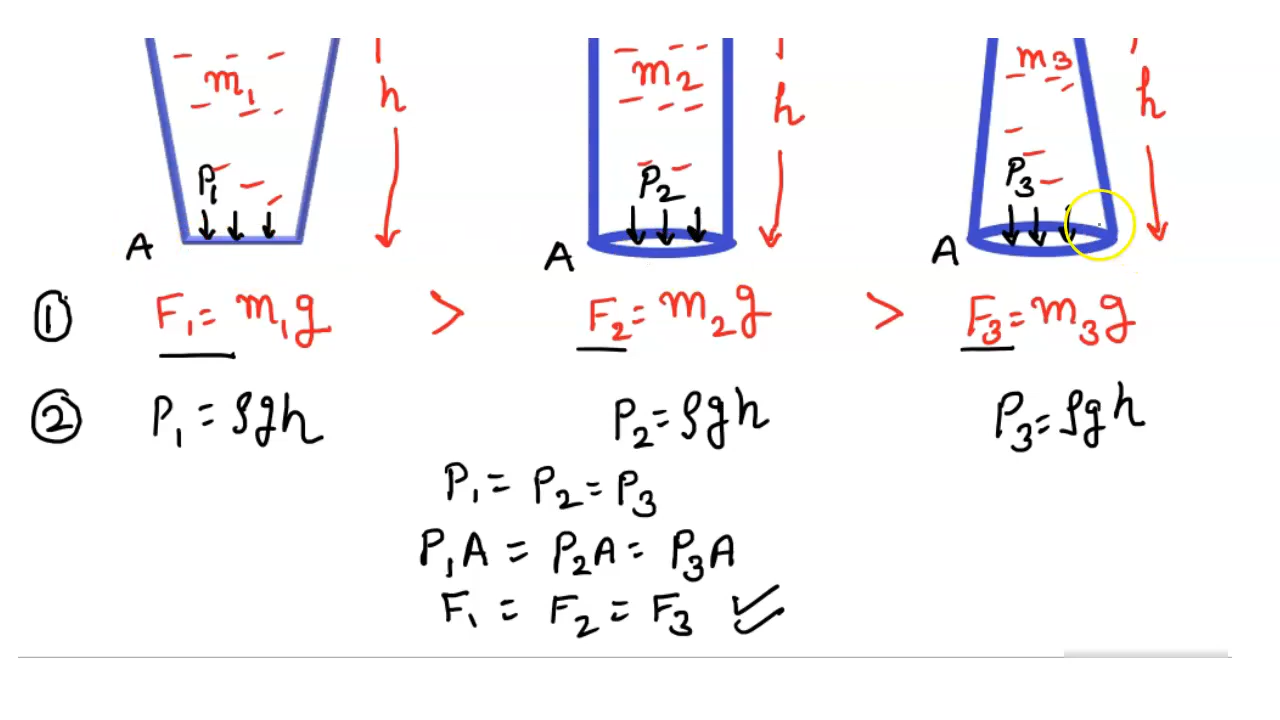 m₁ h m₂ h m₃ h
P₁ P₂ P₃
A A A
① F₁ = m₁g > F₂ = m₂g > F₃ = m₃g
② P₁ = ρgh P₂ = ρgh P₃ = ρgh
P₁ = P₂ = P₃
P₁A = P₂A = P₃A
F₁ = F₂ = F₃ ✓